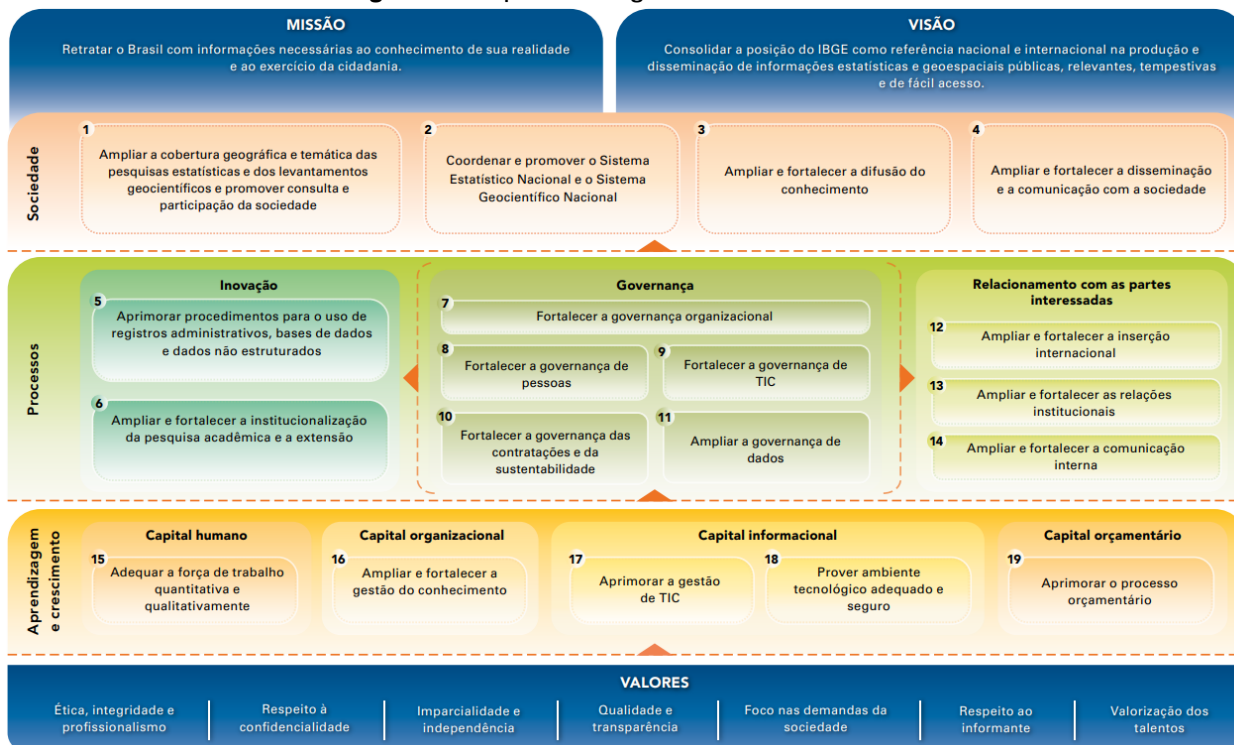 MISSÃO
Retratar o Brasil com informações necessárias ao conhecimento de sua realidade
e ao exercício da cidadania.
VISÃO
Consolidar a posição do IBGE como referência nacional e internacional na produção e
disseminação de informações estatísticas e geoespaciais públicas, relevantes, tempestivas
e de fácil acesso.
Sociedade
1
Ampliar a cobertura geográfica e temática das
pesquisas estatísticas e dos levantamentos
geocientíficos e promover consulta e
participação da sociedade
2
Coordenar e promover o Sistema
Estatístico Nacional e o Sistema
Geocientífico Nacional
3
Ampliar e fortalecer a difusão do
conhecimento
4
Ampliar e fortalecer a disseminação
e a comunicação com a sociedade
Processos
Inovação
5
Aprimorar procedimentos para o uso de
registros administrativos, bases de dados
e dados não estruturados
6
Ampliar e fortalecer a institucionalização
da pesquisa acadêmica e a extensão
Governança
7
Fortalecer a governança organizacional
8
Fortalecer a governança de
pessoas
9
Fortalecer a governança de
TIC
10
Fortalecer a governança das
contratações e da
sustentabilidade
11
Ampliar a governança de
dados
Relacionamento com as partes
interessadas
12
Ampliar e fortalecer a inserção
internacional
13
Ampliar e fortalecer as relações
institucionais
14
Ampliar e fortalecer a comunicação
interna
Aprendizagem
e crescimento
Capital humano
15
Adequar a força de trabalho
quantitativa e
qualitativamente
Capital organizacional
16
Ampliar e fortalecer a
gestão do conhecimento
Capital informacional
17
Aprimorar a gestão
de TIC
18
Prover ambiente
tecnológico adequado e
seguro
Capital orçamentário
19
Aprimorar o processo
orçamentário
VALORES
Ética, integridade e
profissionalismo
Respeito à
confidencialidade
Imparcialidade e
independência
Qualidade e
transparência
Foco nas demandas da
sociedade
Respeito ao
informante
Valorização dos
talentos